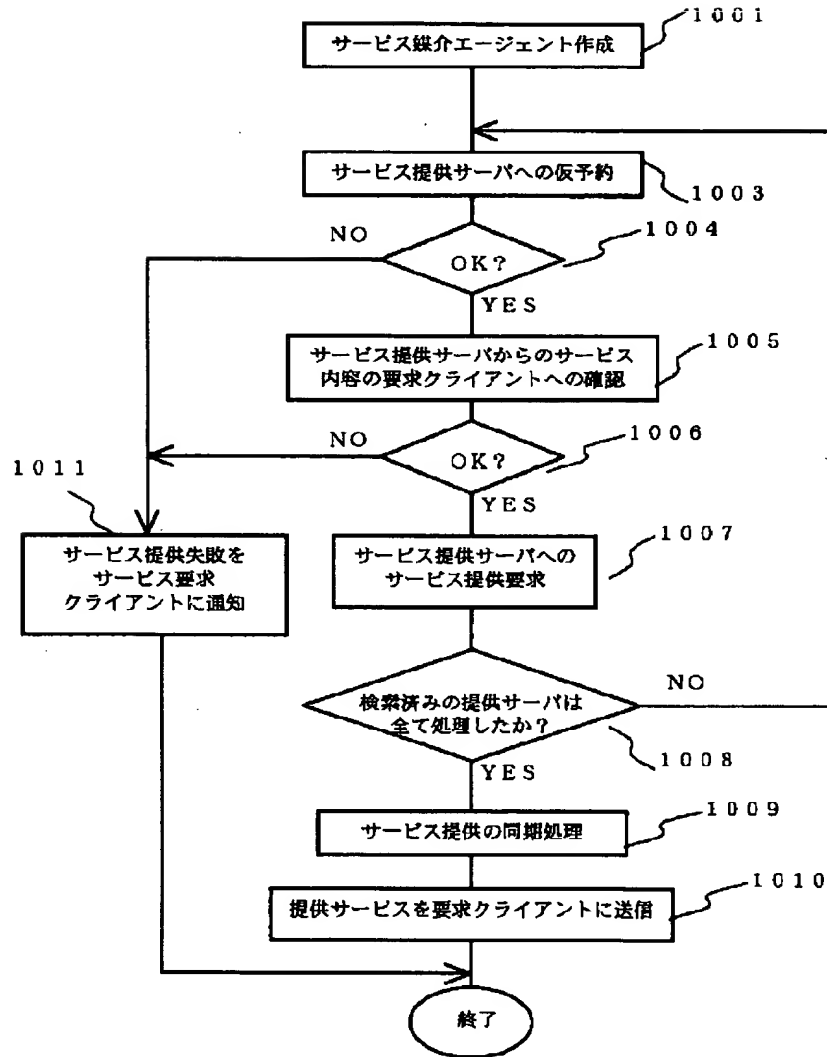 1001
サービス媒介エージェント作成
サービス提供サーバへの仮予約
1003
1004
NO
OK?
YES
サービス提供サーバからのサービス
内容の要求クライアントへの確認
1005
1006
NO
OK?
YES
1011
サービス提供失敗を
サービス要求
クライアントに通知
サービス提供サーバへの
サービス提供要求
1007
検索済みの提供サーバは
全て処理したか?
NO
1008
YES
サービス提供の同期処理
1009
提供サービスを要求クライアントに送信
1010
終了